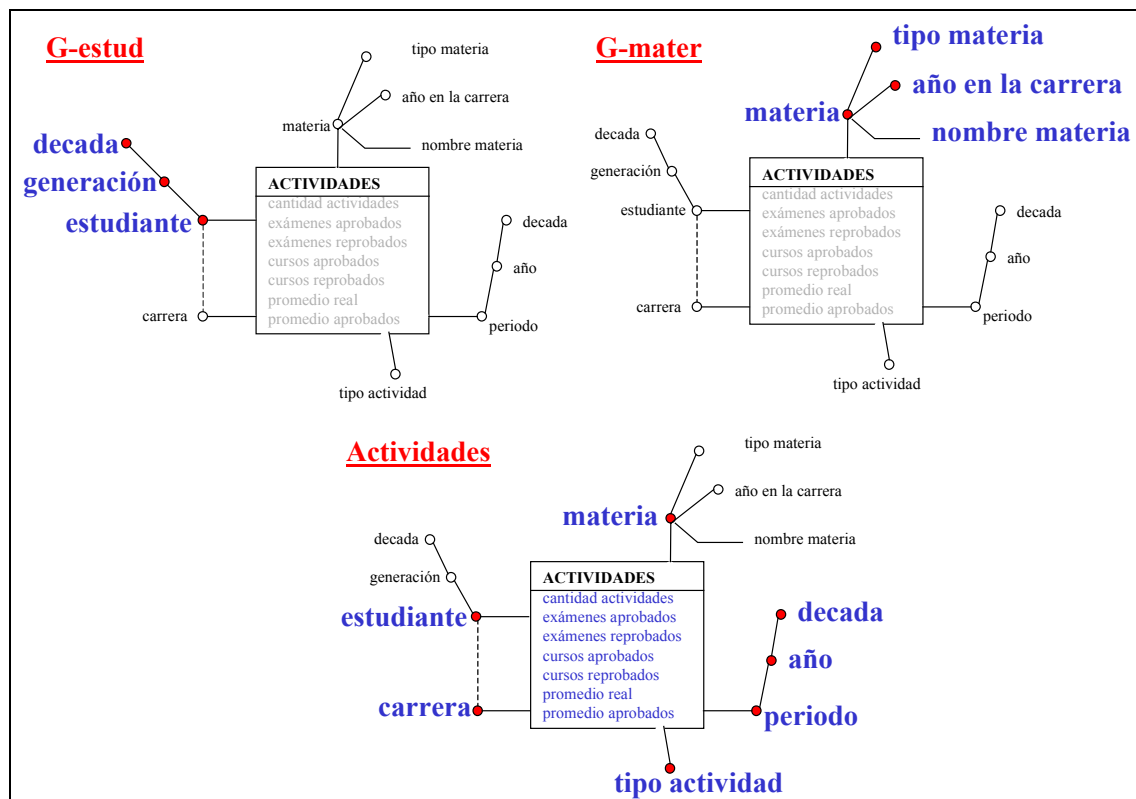 G-estud
tipo materia
año en la carrera
materia
nombre materia
decada
generación
estudiante
ACTIVIDADES
cantidad actividades
exámenes aprobados
exámenes reprobados
cursos aprobados
cursos reprobados
promedio real
promedio aprobados
decada
año
carrera
periodo
tipo actividad
G-mater
tipo materia
año en la carrera
materia
nombre materia
decada
generación
estudiante
ACTIVIDADES
cantidad actividades
exámenes aprobados
exámenes reprobados
cursos aprobados
cursos reprobados
promedio real
promedio aprobados
decada
año
carrera
periodo
tipo actividad
Actividades
tipo materia
año en la carrera
materia
nombre materia
decada
generación
estudiante
ACTIVIDADES
cantidad actividades
exámenes aprobados
exámenes reprobados
cursos aprobados
cursos reprobados
promedio real
promedio aprobados
decada
año
carrera
periodo
tipo actividad